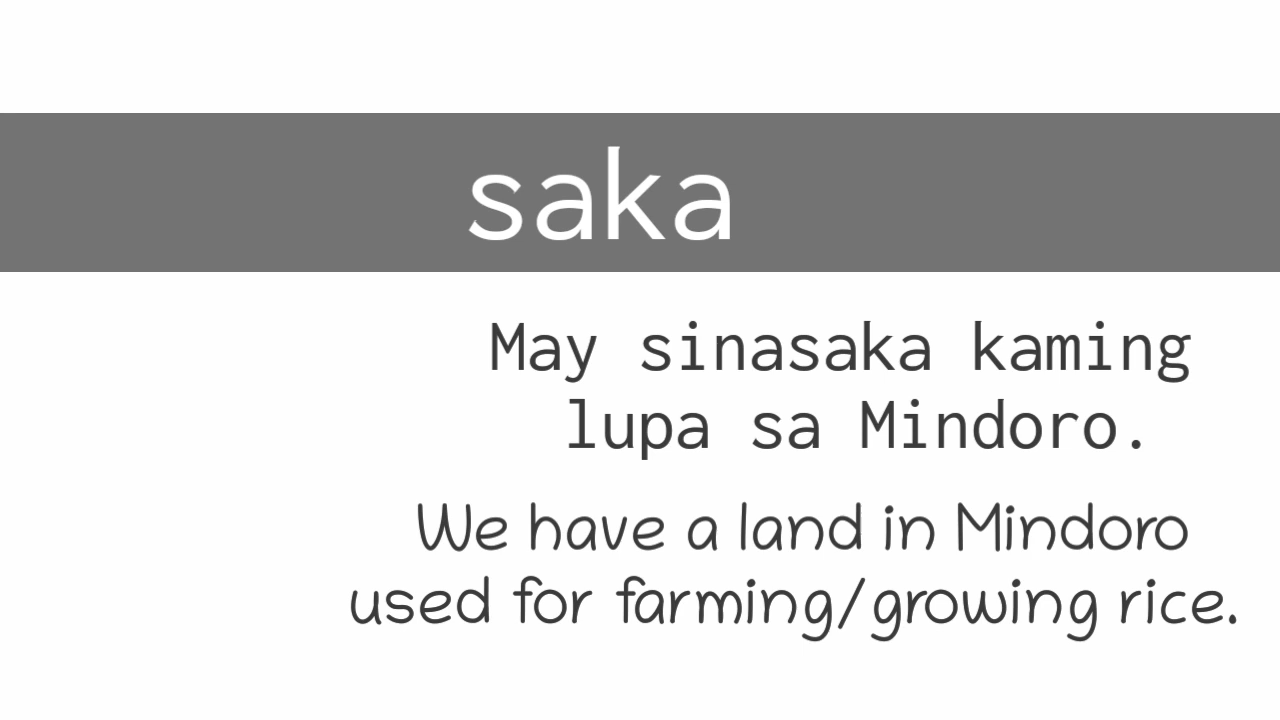 saka
May sinasaka kaming
lupa sa Mindoro.
We have a land in Mindoro
used for farming/growing rice.